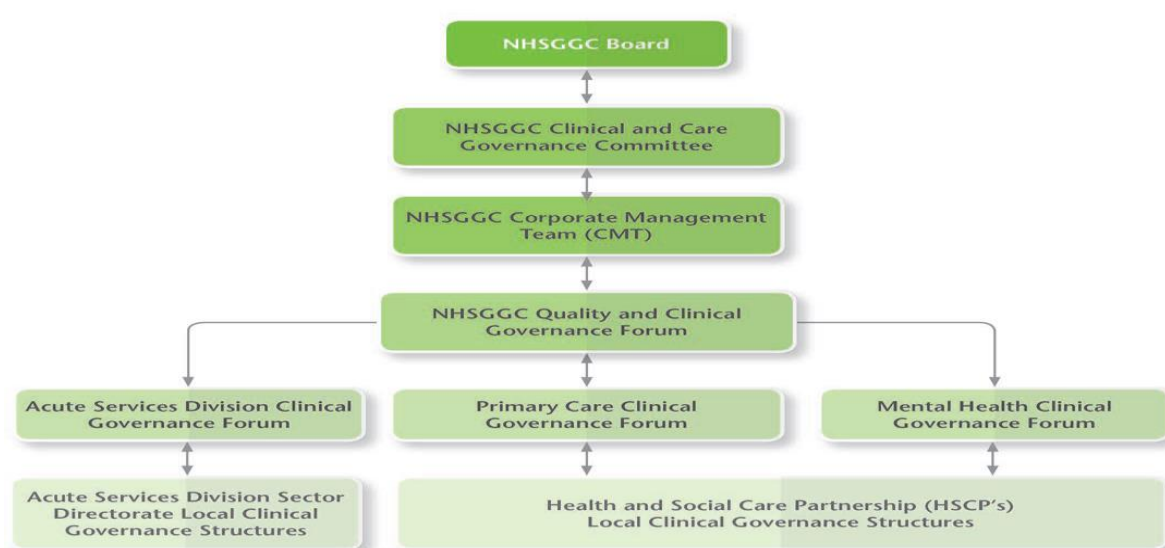 NHSGGC Board
NHSGGC Clinical and Care
Governance Committee
NHSGGC Corporate Management
Team (CMT)
NHSGGC Quality and Clinical
Governance Forum
Acute Services Division Clinical
Governance Forum
Primary Care Clinical
Governance Forum
Mental Health Clinical
Governance Forum
Acute Services Division Sector
Directorate Local Clinical
Governance Structures
Health and Social Care Partnership (HSCP's)
Local Clinical Governance Structures